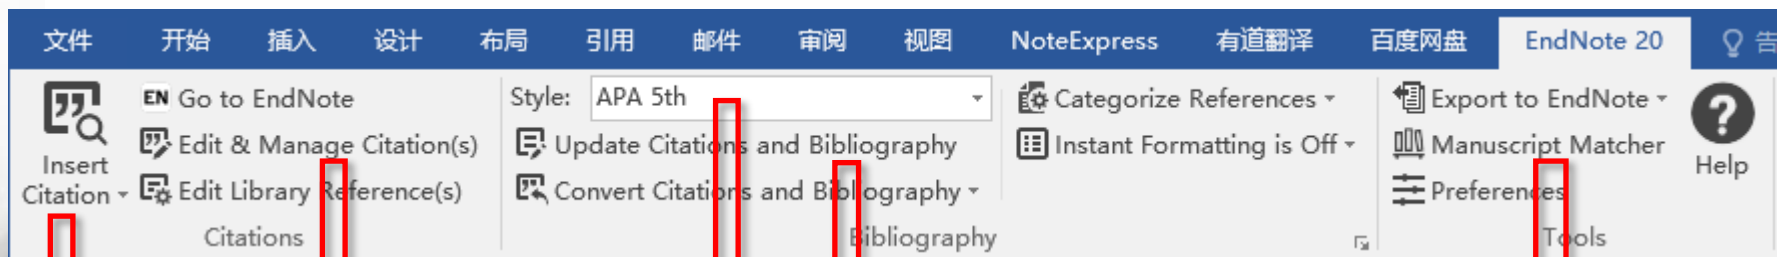 文件 开始 插入 设计 布局 引用 邮件 审阅 视图 NoteExpress 有道翻译 百度网盘 EndNote 20 告
Insert Citation
EN Go to EndNote
Edit & Manage Citation(s)
Edit Library Reference(s)
Citations
Style: APA 5th
Update Citations and Bibliography
Convert Citations and Bibliography
Categorize References
Instant Formatting is Off
Bibliography
Export to EndNote
Manuscript Matcher
Preferences
Tools
Help